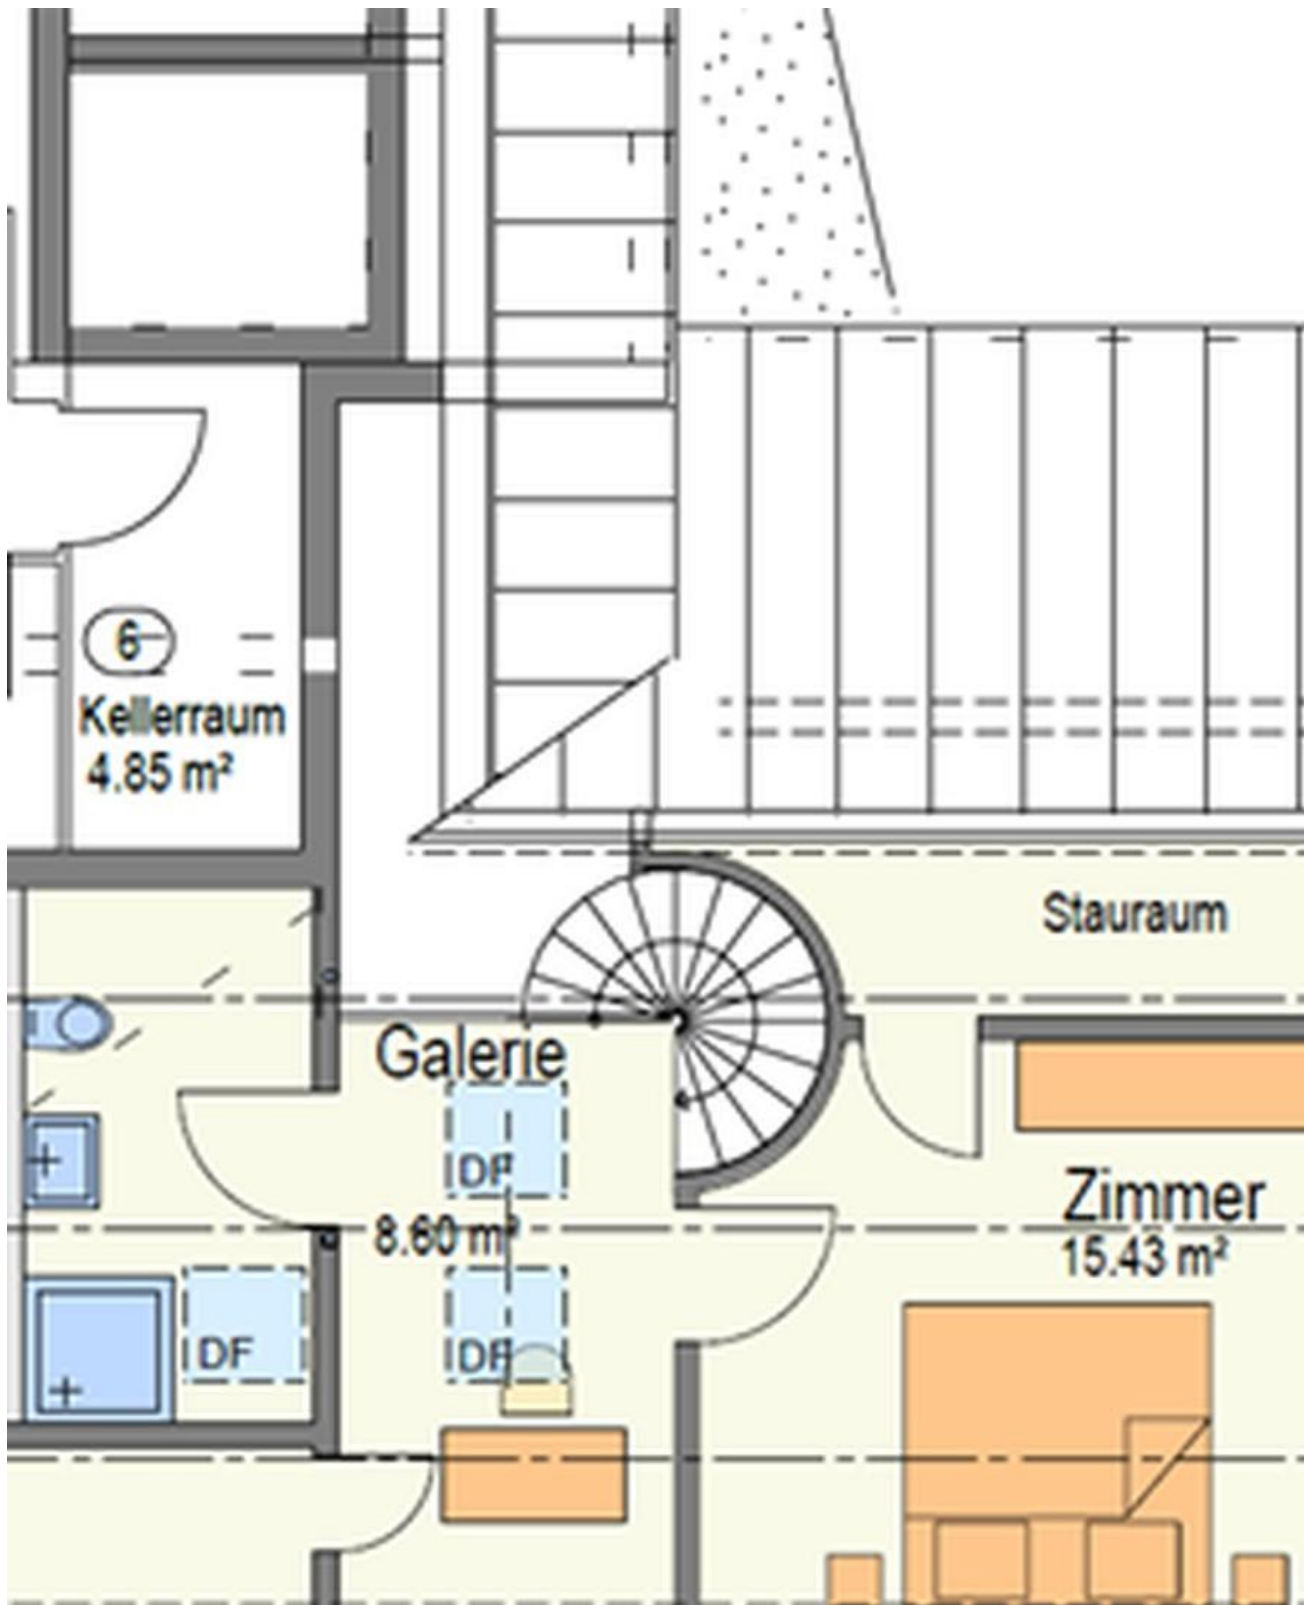 6
Kellerraum
4.85 m²
Stauraum
Galerie
DF
8.60 m²
DF
DF
Zimmer
15.43 m²